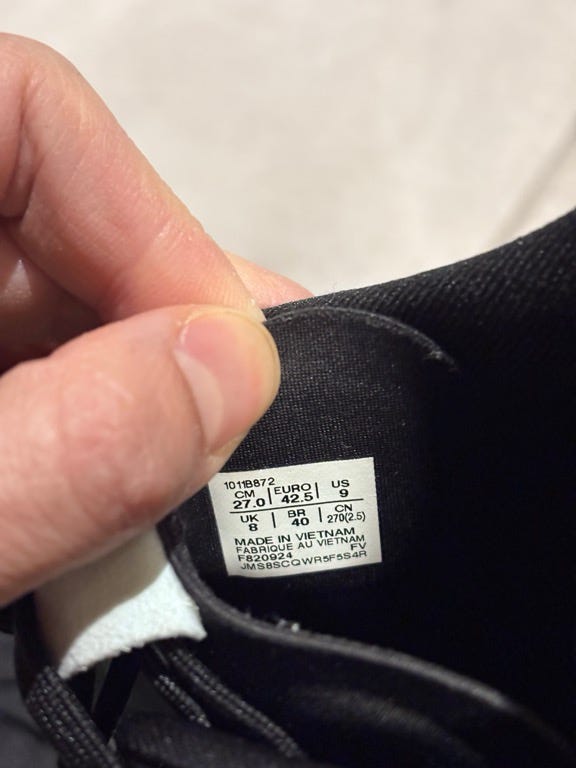 1011B872
CM EURO US
27.0 42.5 9
UK BR CN
8 40 270(2.5)
MADE IN VIETNAM
FABRIQUE AU VIETNAM
F820924 FV
JMS8SCQWR5F5S4R